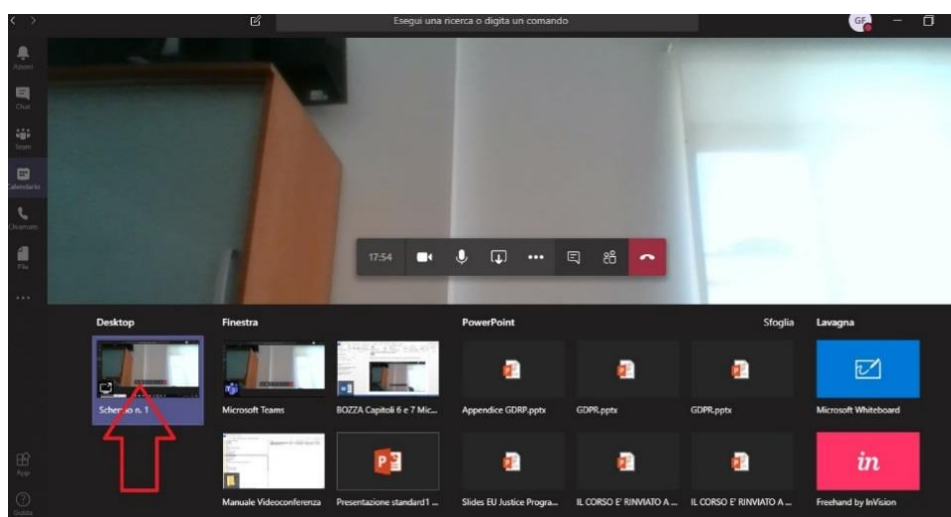 Esegui una ricerca o digita un comando
GF
Attività
Chat
Team
Calendario
Chiamate
File
17:54
Desktop
Finestra
PowerPoint
Sfoglia
Lavagna
Schermo n. 1
Microsoft Teams
BOZZA Capitoli 6 e 7 Mic...
Appendice GDRP.pptx
GDPR.pptx
GDPR.pptx
Microsoft Whiteboard
in
Manuale Videoconferenza
Presentazione standard1 ...
Slides EU Justice Progra...
IL CORSO E' RINVIATO A ...
IL CORSO E' RINVIATO A ...
Freehand by InVision
App
Guida